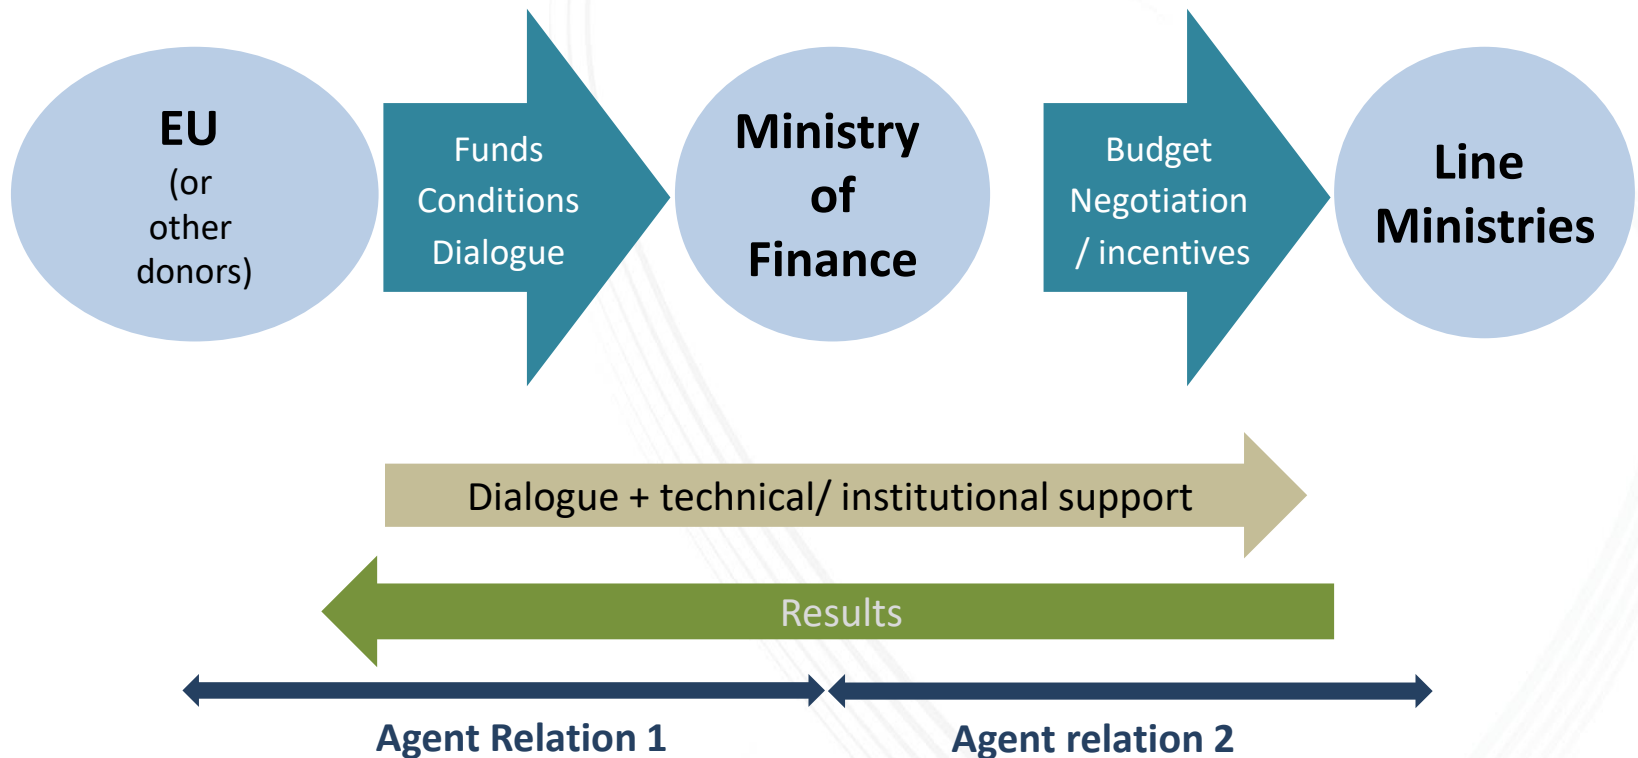 EU
(or
other
donors)
Funds
Conditions
Dialogue
Ministry
of
Finance
Budget
Negotiation
/ incentives
Line
Ministries
Dialogue + technical/ institutional support
Results
Agent Relation 1
Agent relation 2